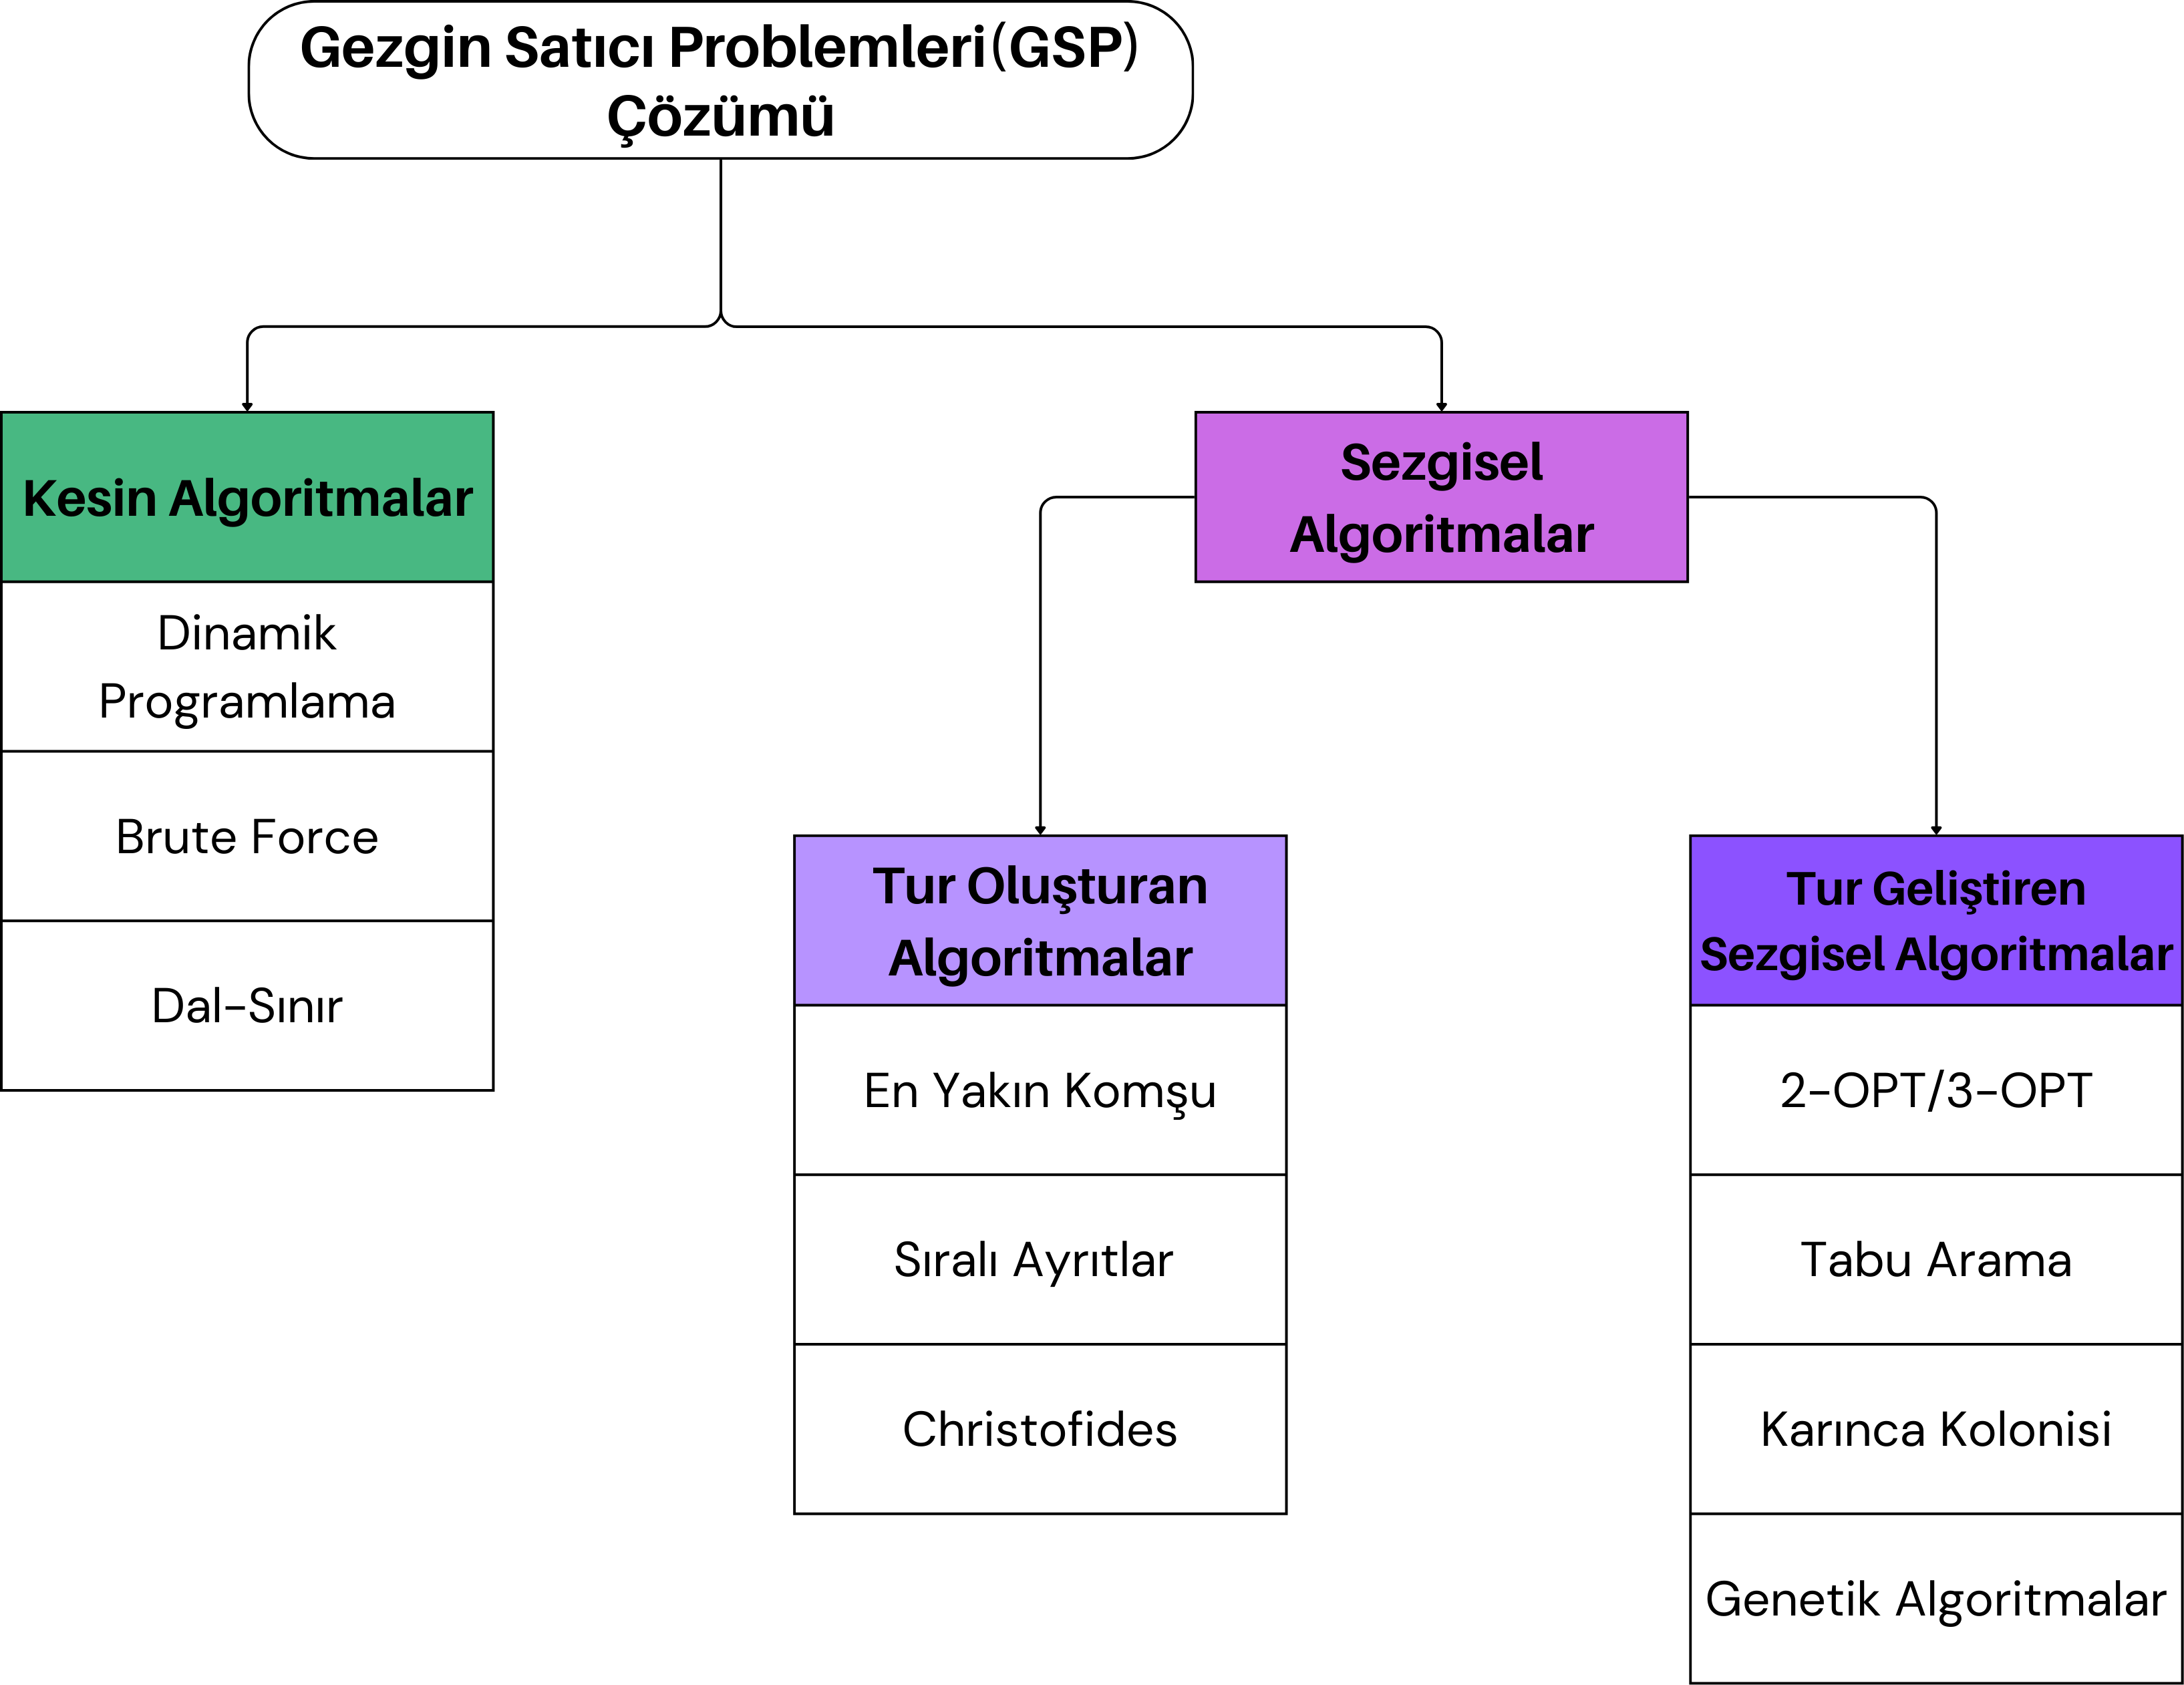 Gezgin Satıcı Problemleri(GSP)
Çözümü
Kesin Algoritmalar
Dinamik
Programlama
Brute Force
Dal-Sınır
Sezgisel
Algoritmalar
Tur Oluşturan
Algoritmalar
En Yakın Komşu
Sıralı Ayrıtlar
Christofides
Tur Geliştiren
Sezgisel Algoritmalar
2-OPT/3-OPT
Tabu Arama
Karınca Kolonisi
Genetik Algoritmalar